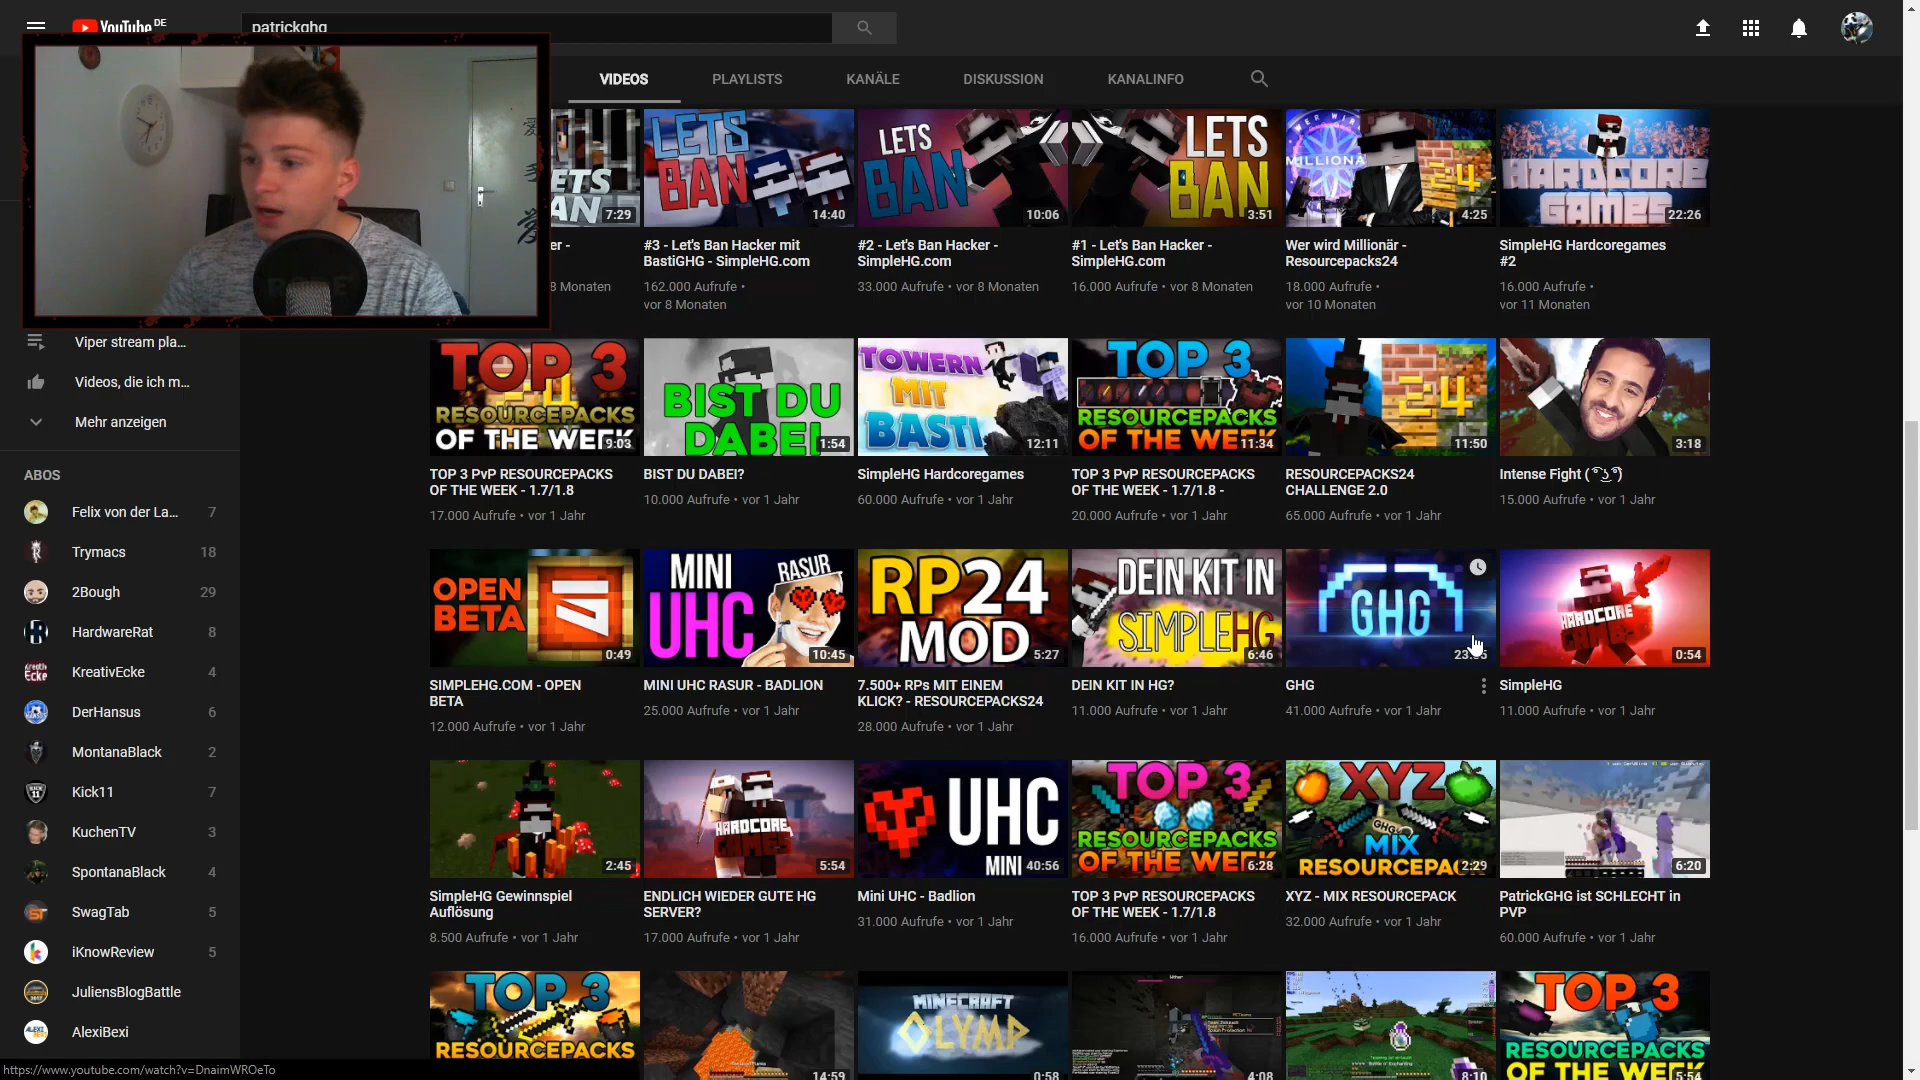 YouTube DE
patrickghg
VIDEOS PLAYLISTS KANÄLE DISKUSSION KANALINFO
ETS
AN
7:29
LETS
BAN
14:40
LETS
BAN
10:06
LETS
BAN
3:51
WER WIRD
MILLIONÄ
24
4:25
HARDCORE
GAMES
22:26
er -
8 Monaten
#3 - Let's Ban Hacker mit
BastiGHG - SimpleHG.com
162.000 Aufrufe •
vor 8 Monaten
#2 - Let's Ban Hacker -
SimpleHG.com
33.000 Aufrufe • vor 8 Monaten
#1 - Let's Ban Hacker -
SimpleHG.com
16.000 Aufrufe • vor 8 Monaten
Wer wird Millionär -
Resourcepacks24
18.000 Aufrufe •
vor 10 Monaten
SimpleHG Hardcoregames
#2
16.000 Aufrufe •
vor 11 Monaten
Viper stream pla...
Videos, die ich m...
Mehr anzeigen
ABOS
Felix von der La... 7
Trymacs 18
2Bough 29
HardwareRat 8
KreativEcke 4
DerHansus 6
MontanaBlack 2
Kick11 7
KuchenTV 3
SpontanaBlack 4
SwagTab 5
iKnowReview 5
JuliensBlogBattle
AlexiBexi
TOP 3
RESOURCEPACKS
OF THE WEEK
9:03
BIST DU
DABEI
1:54
TOWERN
MIT
BASTI
12:11
TOP 3
RESOURCEPACKS
OF THE WEEK
11:34
24
11:50
3:18
TOP 3 PvP RESOURCEPACKS
OF THE WEEK - 1.7/1.8
17.000 Aufrufe • vor 1 Jahr
BIST DU DABEI?
10.000 Aufrufe • vor 1 Jahr
SimpleHG Hardcoregames
60.000 Aufrufe • vor 1 Jahr
TOP 3 PvP RESOURCEPACKS
OF THE WEEK - 1.7/1.8 -
20.000 Aufrufe • vor 1 Jahr
RESOURCEPACKS24
CHALLENGE 2.0
65.000 Aufrufe • vor 1 Jahr
Intense Fight ( ͡° ͜ʖ ͡°)
15.000 Aufrufe • vor 1 Jahr
OPEN
BETA
0:49
MINI
UHC
RASUR
10:45
RP24
MOD
5:27
DEIN KIT IN
SIMPLEHG
6:46
GHG
HARDCORE
GAMES
0:54
SIMPLEHG.COM - OPEN
BETA
12.000 Aufrufe • vor 1 Jahr
MINI UHC RASUR - BADLION
25.000 Aufrufe • vor 1 Jahr
7.500+ RPs MIT EINEM
KLICK? - RESOURCEPACKS24
28.000 Aufrufe • vor 1 Jahr
DEIN KIT IN HG?
11.000 Aufrufe • vor 1 Jahr
GHG
41.000 Aufrufe • vor 1 Jahr
SimpleHG
11.000 Aufrufe • vor 1 Jahr
2:45
HARDCORE
GAMES
5:54
UHC
MINI
40:56
TOP 3
RESOURCEPACKS
OF THE WEEK
6:28
XYZ
GHG
MIX
RESOURCEPAC
2:29
6:20
SimpleHG Gewinnspiel
Auflösung
8.500 Aufrufe • vor 1 Jahr
ENDLICH WIEDER GUTE HG
SERVER?
17.000 Aufrufe • vor 1 Jahr
Mini UHC - Badlion
31.000 Aufrufe • vor 1 Jahr
TOP 3 PvP RESOURCEPACKS
OF THE WEEK - 1.7/1.8
16.000 Aufrufe • vor 1 Jahr
XYZ - MIX RESOURCEPACK
32.000 Aufrufe • vor 1 Jahr
PatrickGHG ist SCHLECHT in
PVP
60.000 Aufrufe • vor 1 Jahr
TOP 3
RESOURCEPACKS
14:59
MINECRAFT
OLYMP
0:58
4:08
8:10
TOP 3
RESOURCEPACKS
OF THE WEEK
5:54
https://www.youtube.com/watch?v=DnaimWROeTo